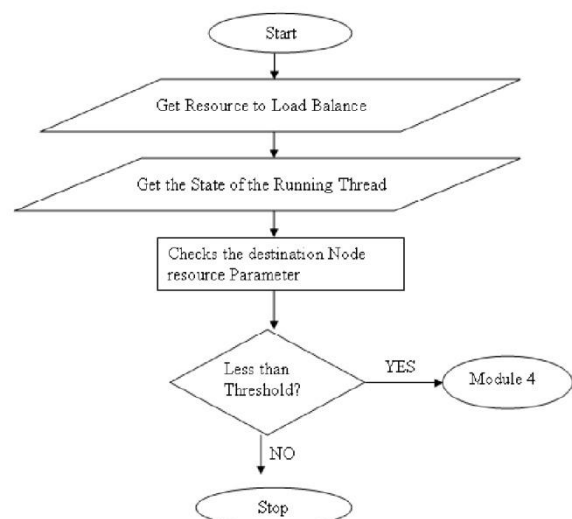 Start
Get Resource to Load Balance
Get the State of the Running Thread
Checks the destination Node
resource Parameter
Less than
Threshold?
YES
Module 4
NO
Stop